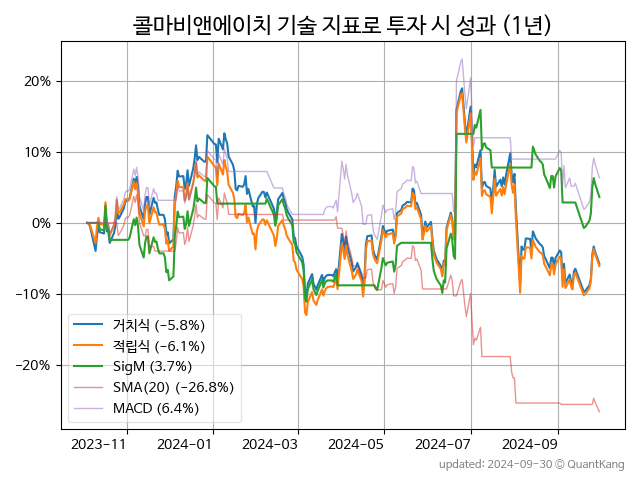 콜마비앤에이치 기술 지표로 투자 시 성과 (1년)
20%
10%
0%
−10%
−20%
거치식 (−5.8%)
적립식 (−6.1%)
SigM (3.7%)
SMA(20) (−26.8%)
MACD (6.4%)
2023-11
2024-01
2024-03
2024-05
2024-07
2024-09
updated: 2024-09-30 © QuantKang